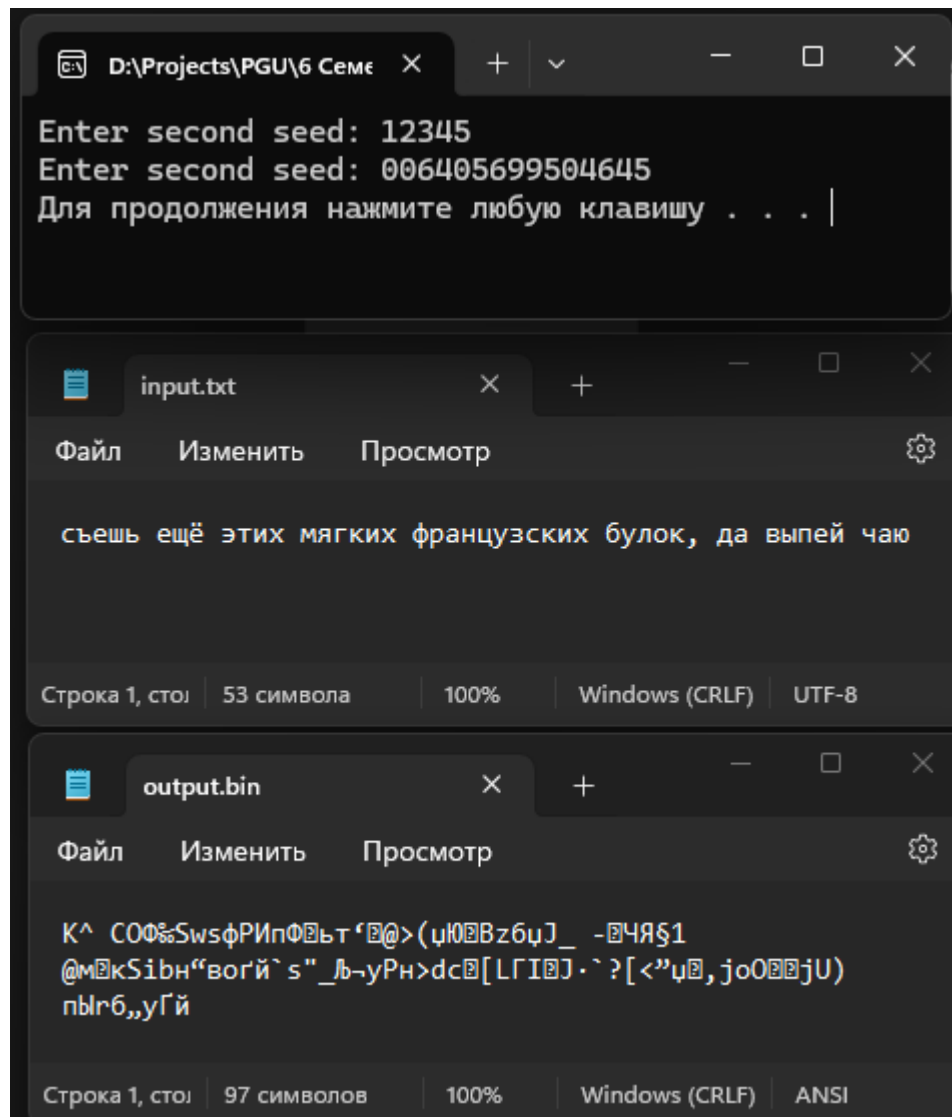 D:\Projects\PGU\6 Семе
Enter second seed: 12345
Enter second seed: 006405699504645
Для продолжения нажмите любую клавишу . . .
input.txt
Файл Изменить Просмотр
съешь ещё этих мягких французских булок, да выпей чаю
Строка 1, сто 53 символа 100% Windows (CRLF) UTF-8
output.bin
Файл Изменить Просмотр
Строка 1, сто 97 символов 100% Windows (CRLF) ANSI